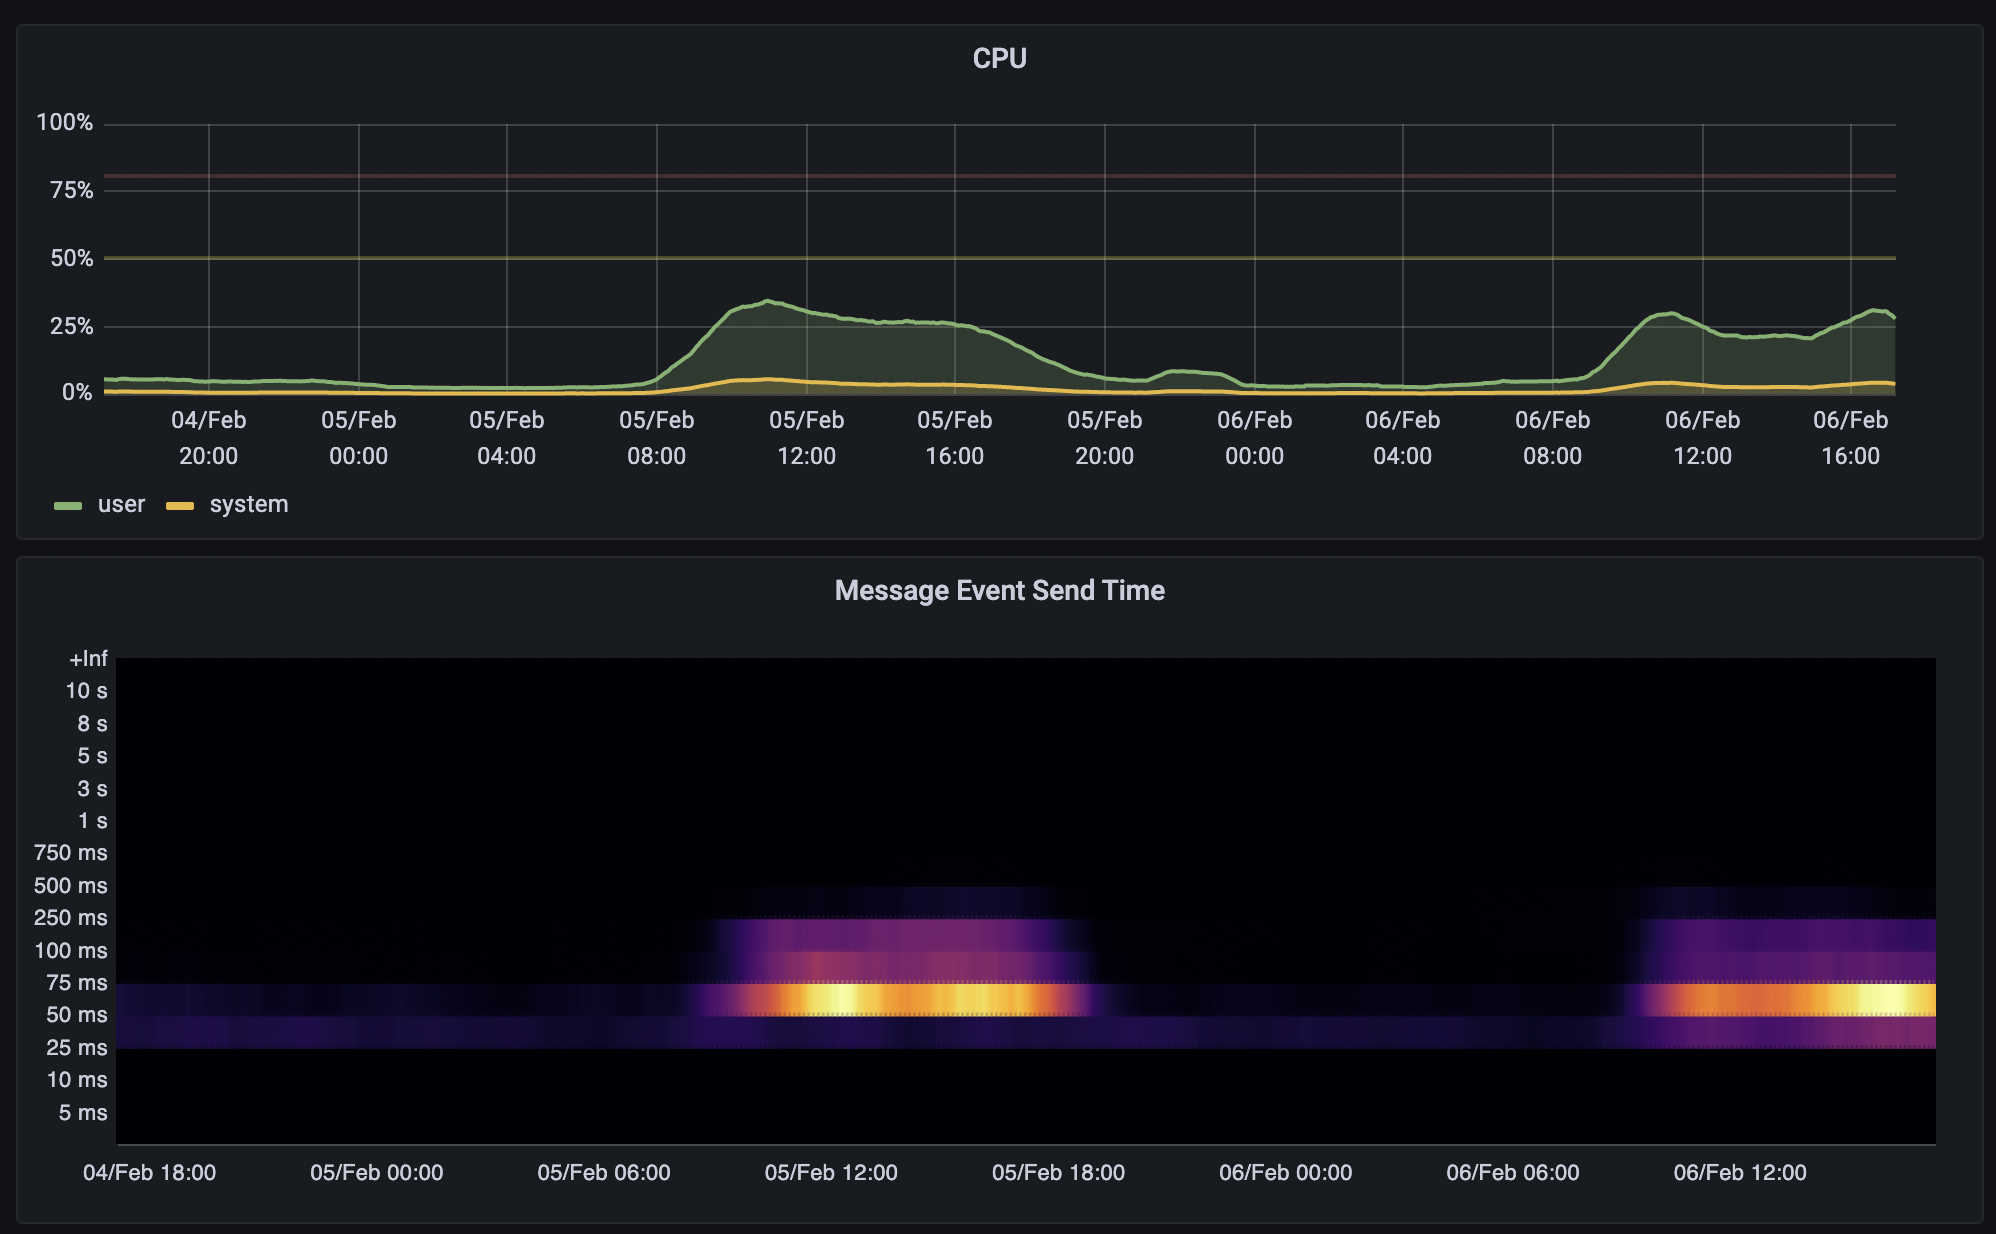 CPU
100%
75%
50%
25%
0%
04/Feb 05/Feb 05/Feb 05/Feb 05/Feb 05/Feb 05/Feb 06/Feb 06/Feb 06/Feb 06/Feb 06/Feb
20:00 00:00 04:00 08:00 12:00 16:00 20:00 00:00 04:00 08:00 12:00 16:00
user system
Message Event Send Time
+Inf
10 s
8 s
5 s
3 s
1 s
750 ms
500 ms
250 ms
100 ms
75 ms
50 ms
25 ms
10 ms
5 ms
04/Feb 18:00 05/Feb 00:00 05/Feb 06:00 05/Feb 12:00 05/Feb 18:00 06/Feb 00:00 06/Feb 06:00 06/Feb 12:00